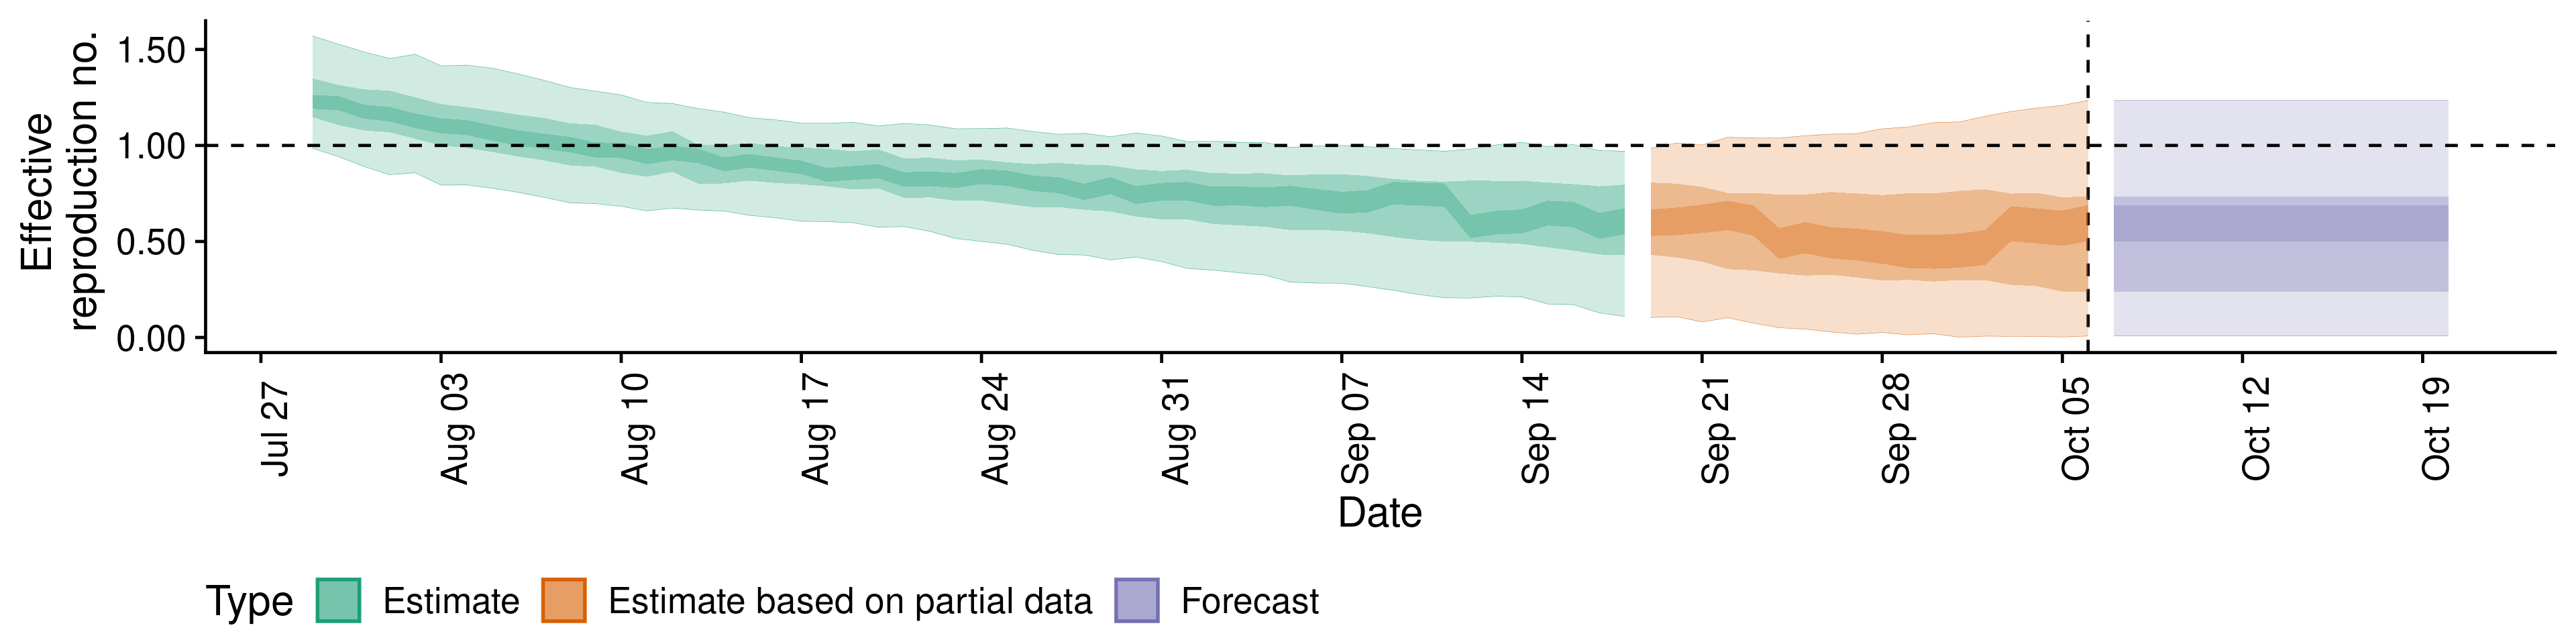 Effective
reproduction no.
1.50
1.00
0.50
0.00
Jul 27
Aug 03
Aug 10
Aug 17
Aug 24
Aug 31
Sep 07
Sep 14
Sep 21
Sep 28
Oct 05
Oct 12
Oct 19
Date
Type Estimate Estimate based on partial data Forecast